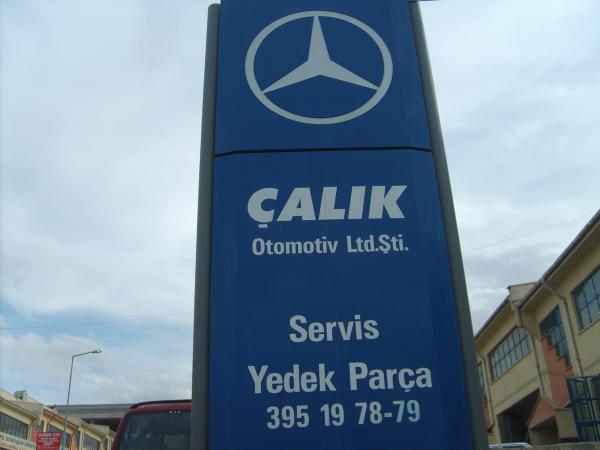 ÇALIK
Otomotiv Ltd.Şti.
Servis
Yedek Parça
395 19 78-79